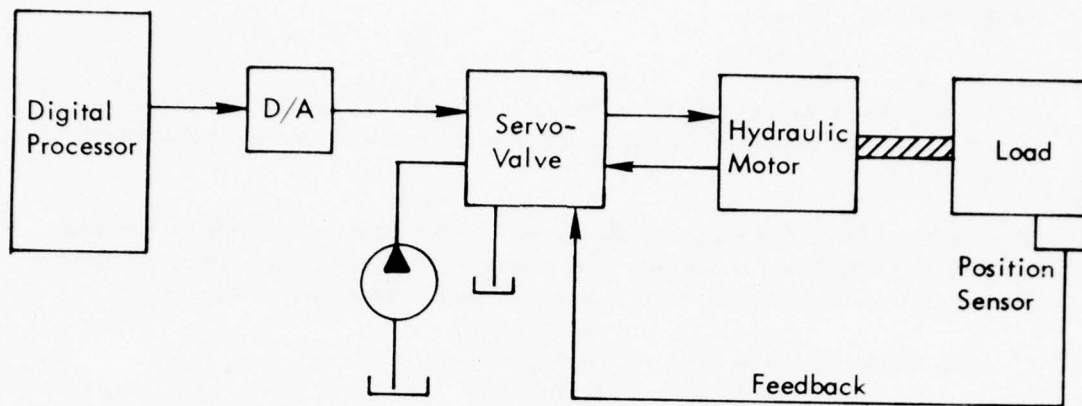 Digital
Processor
D/A
Servo-
Valve
Hydraulic
Motor
Load
Position
Sensor
Feedback